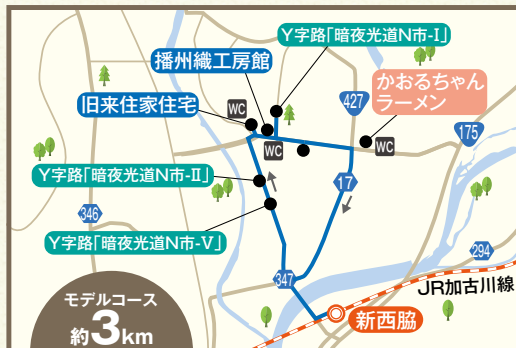 Y字路「暗夜光道N市-Ⅰ」
播州織工房館
かおるちゃん
ラーメン
旧来住家住宅
WC
427
WC
WC
175
Y字路「暗夜光道N市-Ⅱ」
17
346
Y字路「暗夜光道N市-Ⅴ」
294
347
JR加古川線
モデルコース
約3km
新西脇